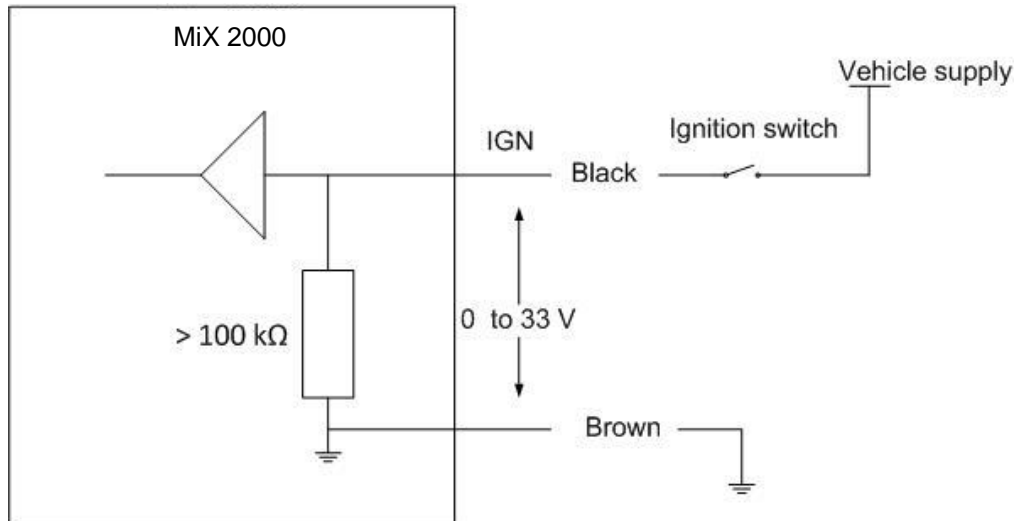 MiX 2000
Vehicle supply
Ignition switch
IGN
Black
0 to 33 V
> 100 kΩ
Brown